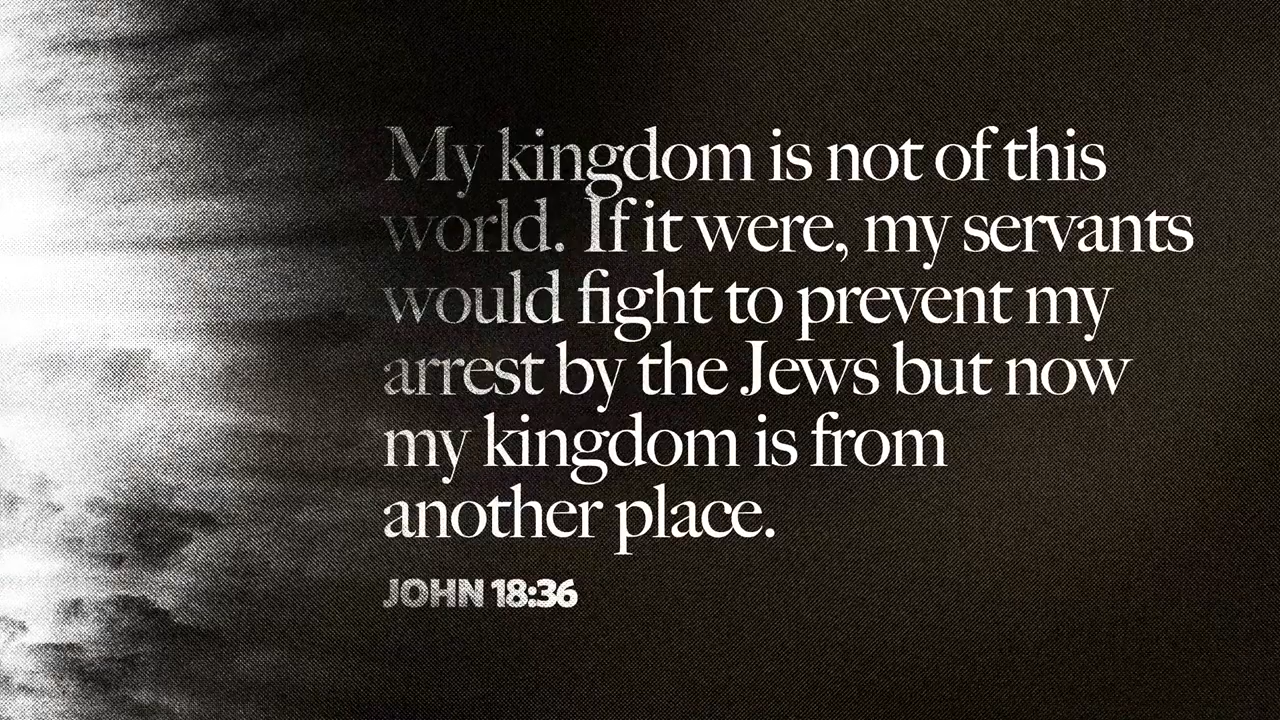 My kingdom is not of this
world. If it were, my servants
would fight to prevent my
arrest by the Jews but now
my kingdom is from
another place.
JOHN 18:36